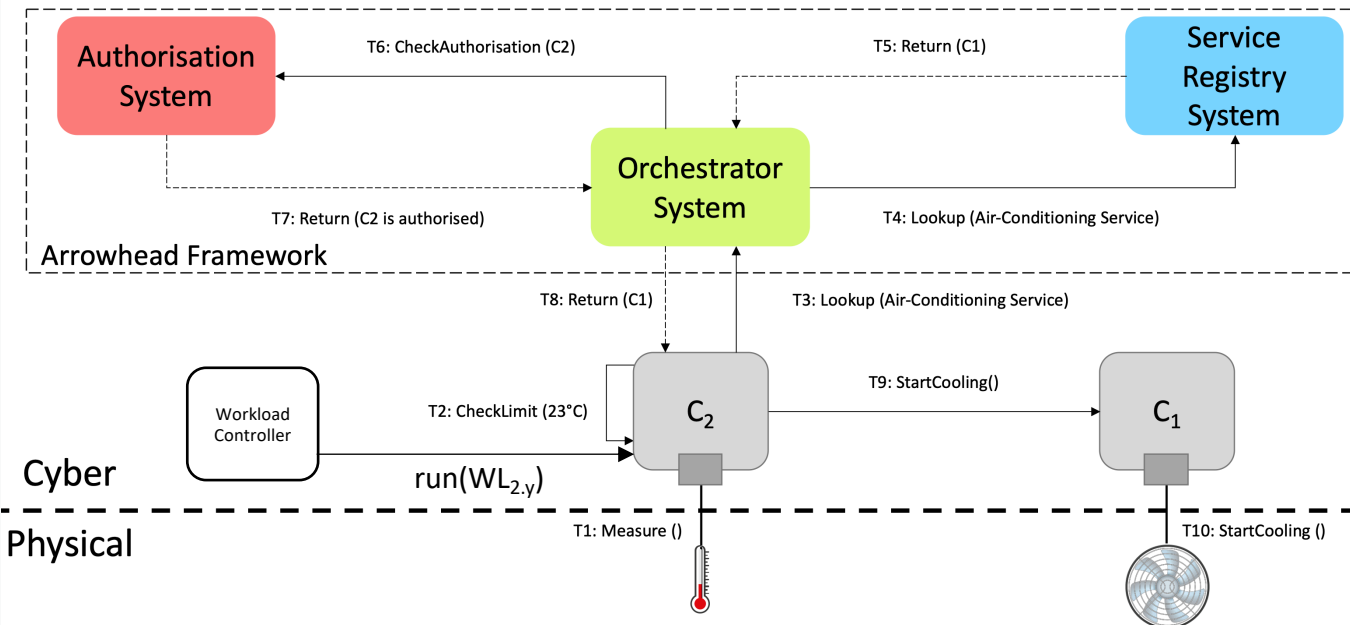 Authorisation
System
T6: CheckAuthorisation (C2)
T5: Return (C1)
Service
Registry
System
Orchestrator
System
T7: Return (C2 is authorised)
T4: Lookup (Air-Conditioning Service)
Arrowhead Framework
T8: Return (C1)
T3: Lookup (Air-Conditioning Service)
Workload
Controller
T2: CheckLimit (23°C)
C₂
T9: StartCooling()
C₁
run(WL₂.y)
Cyber
Physical
T1: Measure ()
T10: StartCooling ()